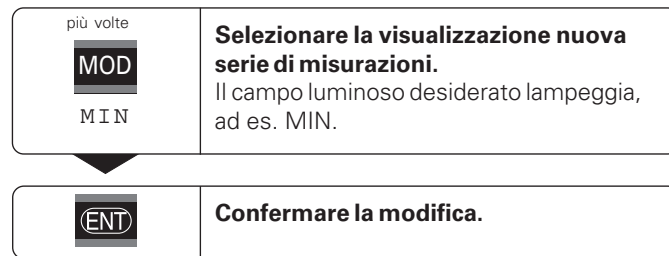 più volte
MOD
MIN
Selezionare la visualizzazione nuova
serie di misurazioni.
Il campo luminoso desiderato lampeggia,
ad es. MIN.
ENT
Confermare la modifica.